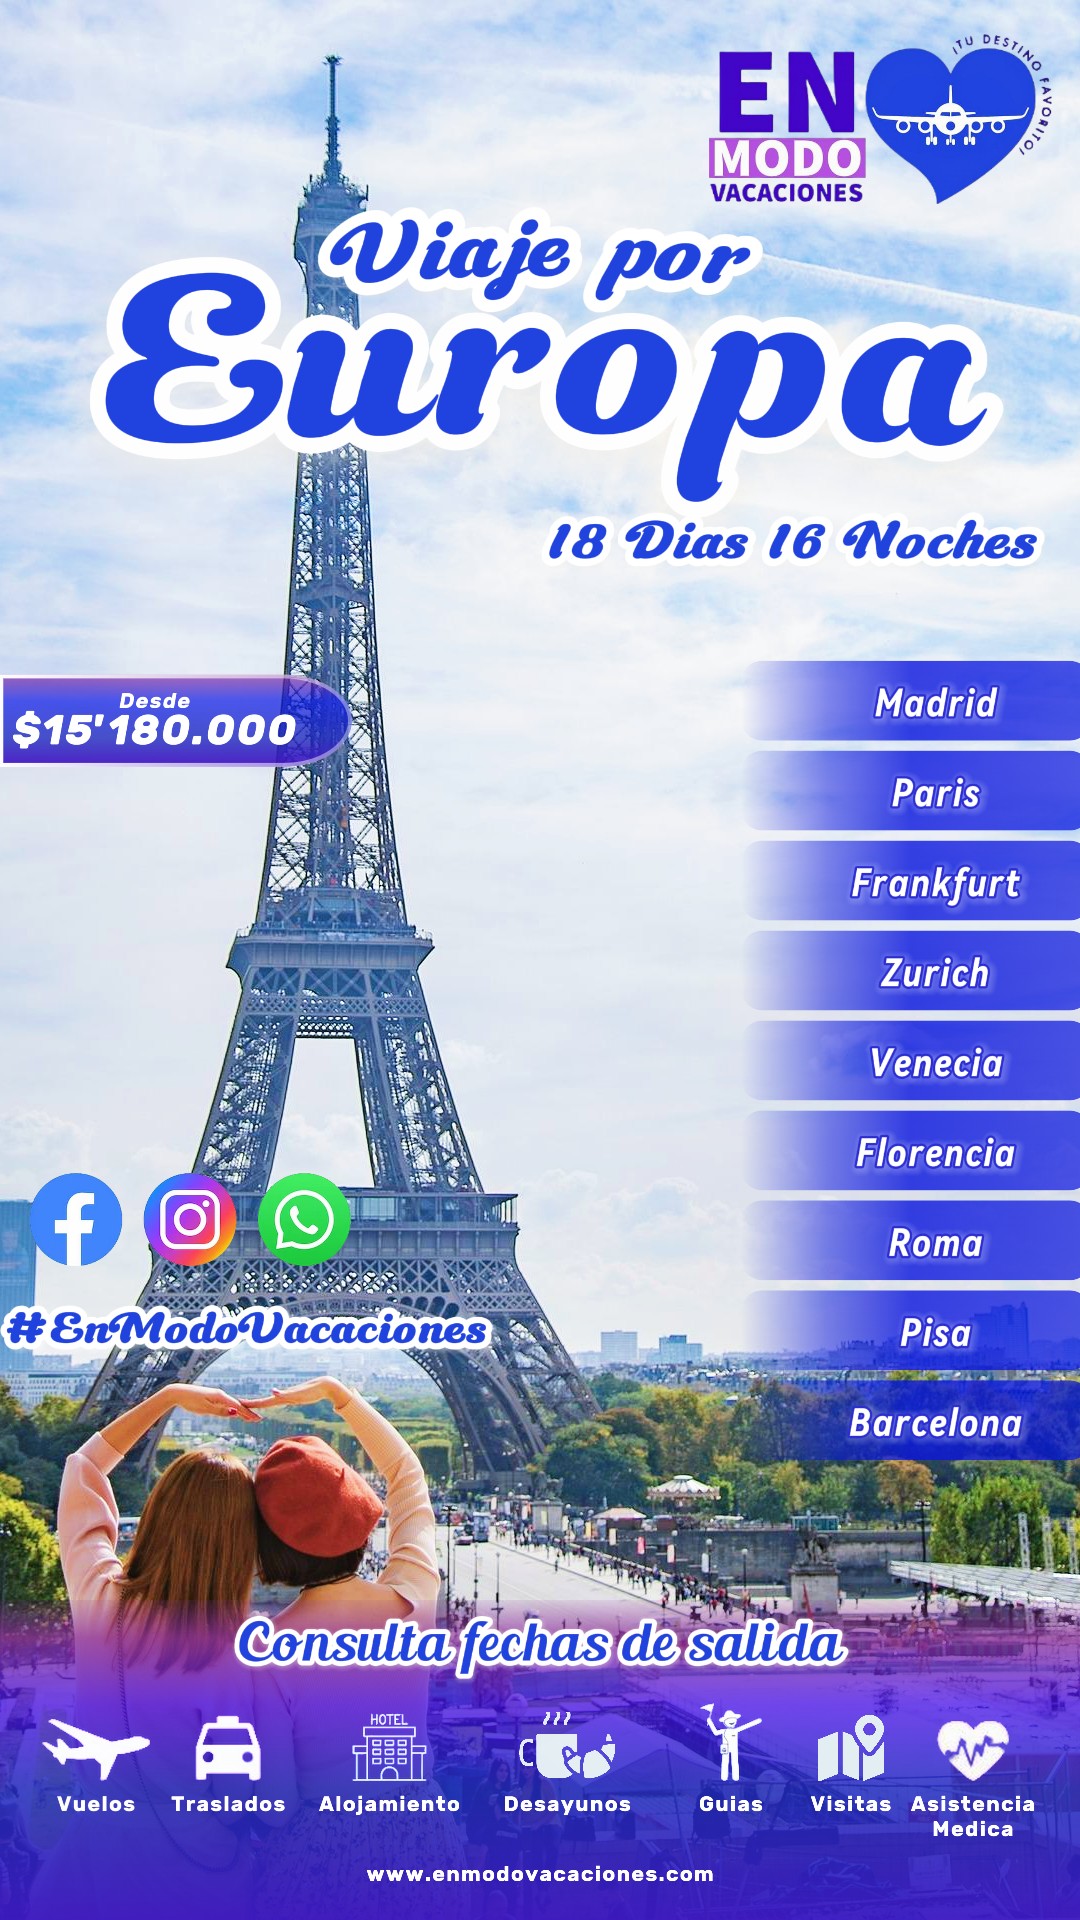 EN
MODO
VACACIONES
¡TU DESTINO FAVORITO!
Viaje por
Europa
18 Dias 16 Noches
Desde
$15'180.000
Madrid
Paris
Frankfurt
Zurich
Venecia
Florencia
Roma
Pisa
Barcelona
#EnModoVacaciones
Consulta fechas de salida
HOTEL
Vuelos
Traslados
Alojamiento
Desayunos
Guias
Visitas
Asistencia
Medica
www.enmodovacaciones.com